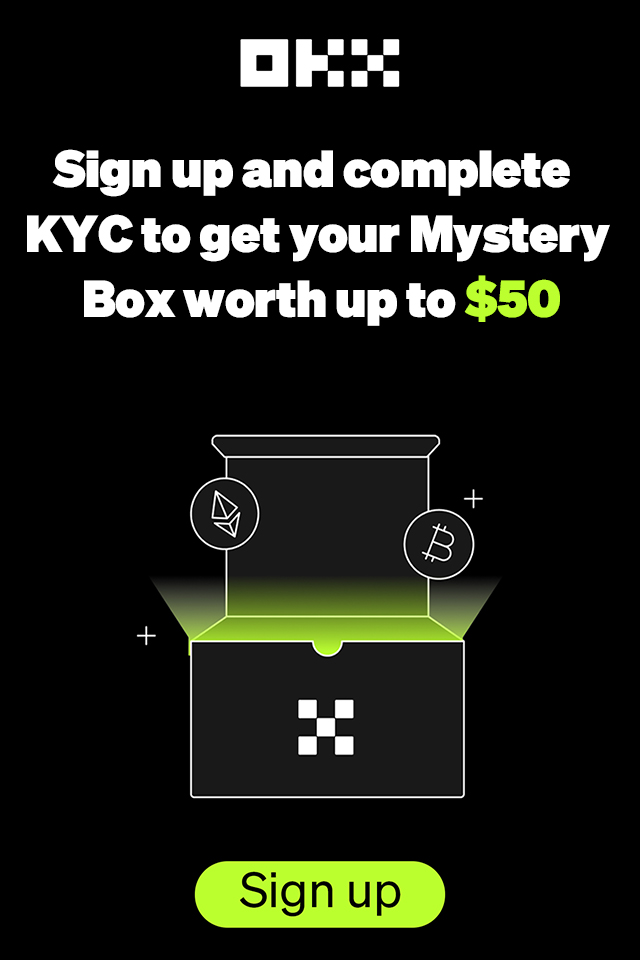 OKX
Sign up and complete
KYC to get your Mystery
Box worth up to $50
Sign up